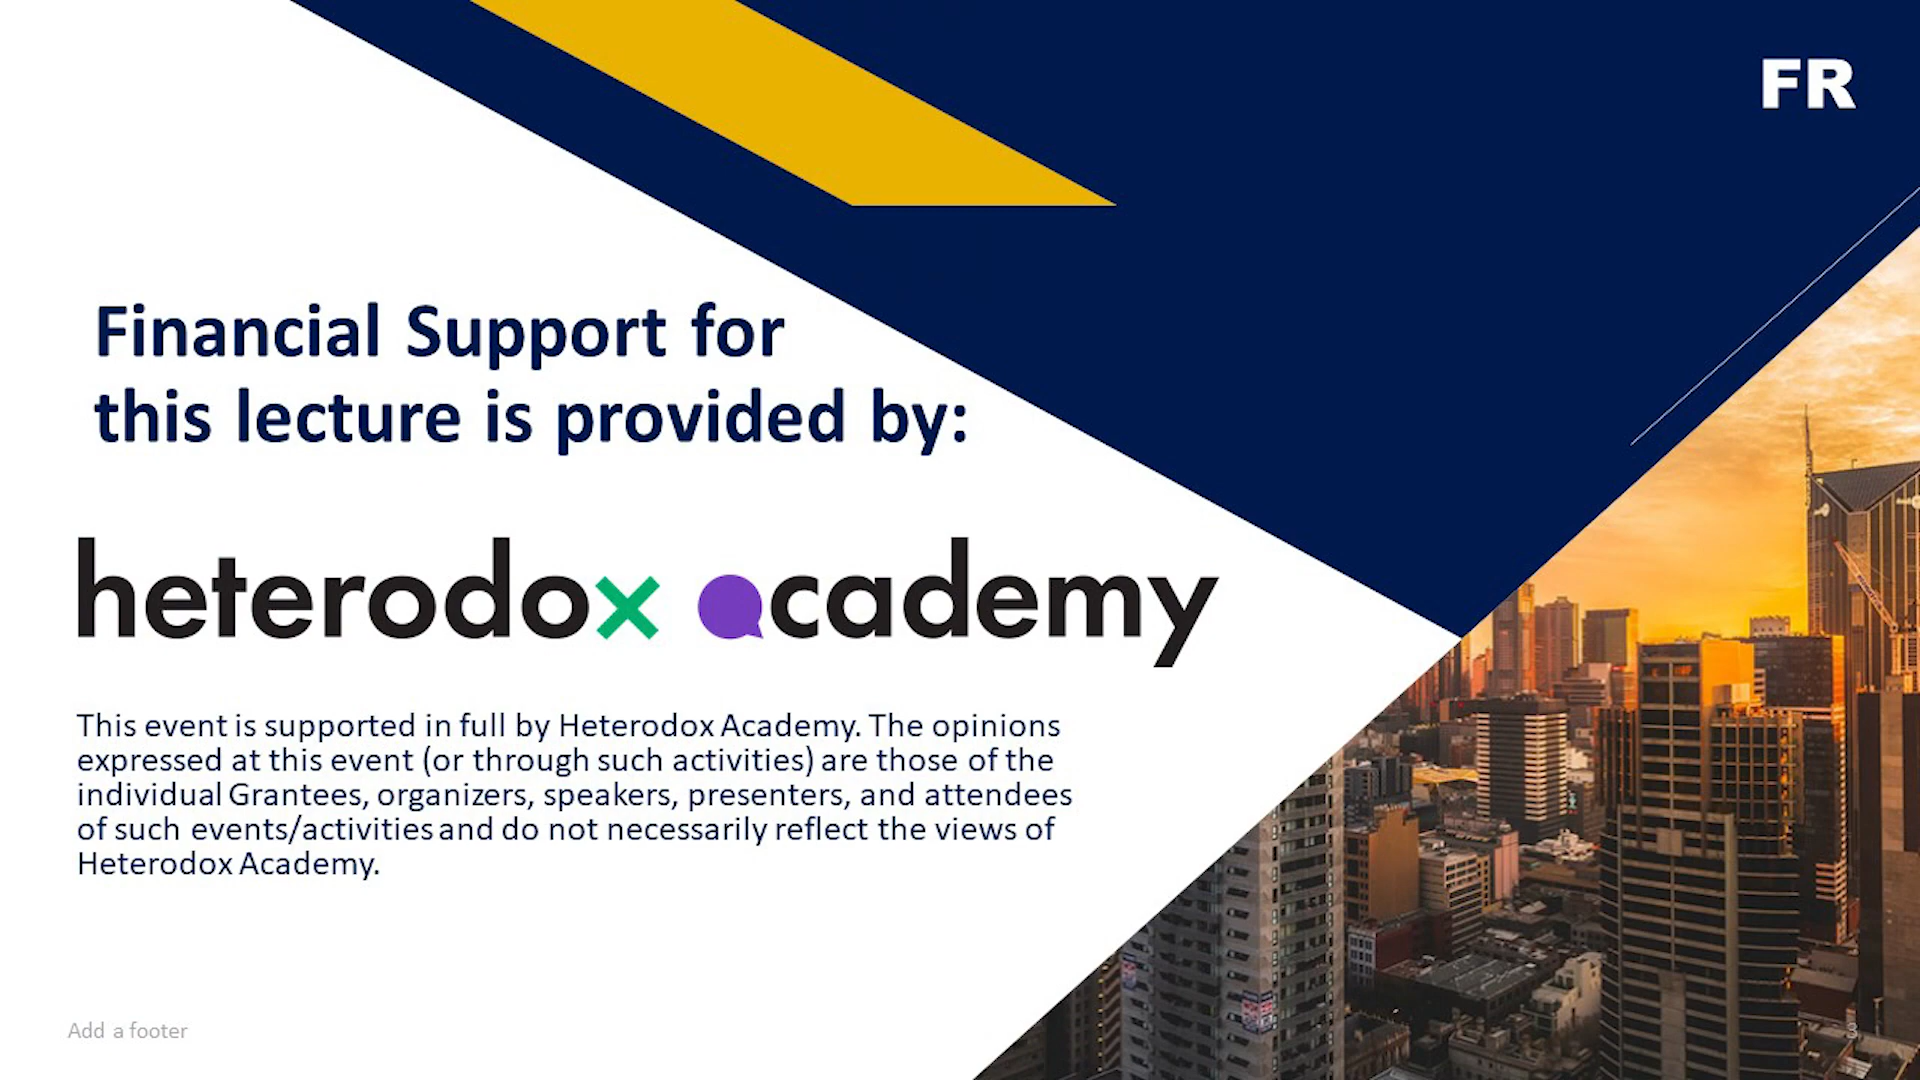 FR
Financial Support for
this lecture is provided by:
heterodox academy
This event is supported in full by Heterodox Academy. The opinions
expressed at this event (or through such activities) are those of the
individual Grantees, organizers, speakers, presenters, and attendees
of such events/activities and do not necessarily reflect the views of
Heterodox Academy.
Add a footer
3